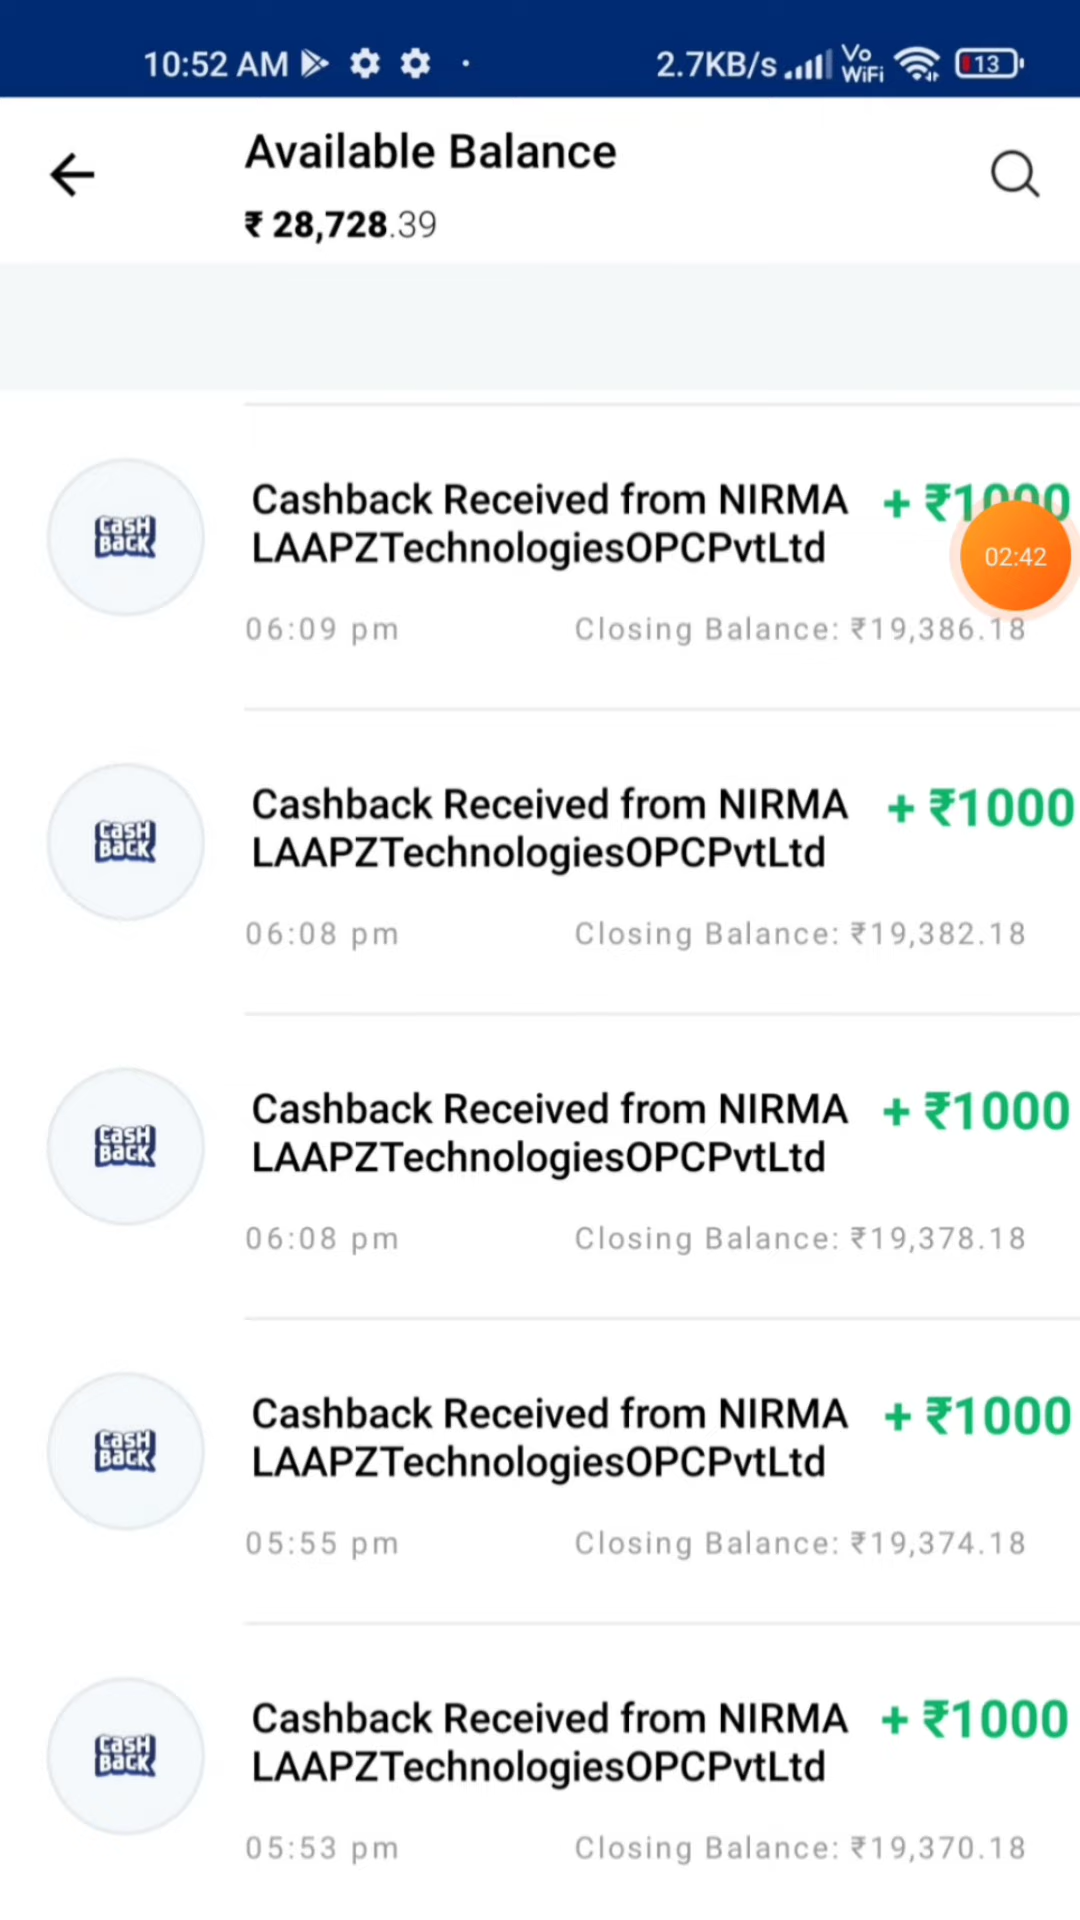 10:52 AM
2.7KB/s Vo WiFi 13
Available Balance
₹ 28,728.39
Cashback Received from NIRMA
LAAPZTechnologiesOPCPvtLtd
+ ₹1000
02:42
06:09 pm
Closing Balance: ₹19,386.18
CASH
BACK
Cashback Received from NIRMA
LAAPZTechnologiesOPCPvtLtd
+ ₹1000
06:08 pm
Closing Balance: ₹19,382.18
CASH
BACK
Cashback Received from NIRMA
LAAPZTechnologiesOPCPvtLtd
+ ₹1000
06:08 pm
Closing Balance: ₹19,378.18
CASH
BACK
Cashback Received from NIRMA
LAAPZTechnologiesOPCPvtLtd
+ ₹1000
05:55 pm
Closing Balance: ₹19,374.18
CASH
BACK
Cashback Received from NIRMA
LAAPZTechnologiesOPCPvtLtd
+ ₹1000
05:53 pm
Closing Balance: ₹19,370.18
CASH
BACK